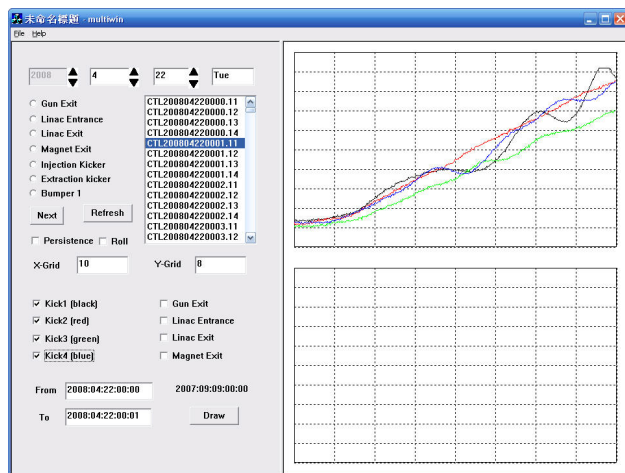 未命名標題 - multiwin
File Help
2008 4 22 Tue
Gun Exit
Linac Entrance
Linac Exit
Magnet Exit
Injection Kicker
Extraction kicker
Bumper 1
CTL200804220000.11
CTL200804220000.12
CTL200804220000.13
CTL200804220000.14
CTL200804220001.11
CTL200804220001.12
CTL200804220001.13
CTL200804220001.14
CTL200804220002.11
CTL200804220002.12
CTL200804220002.13
CTL200804220002.14
CTL200804220003.11
CTL200804220003.12
Next Refresh
Persistence Roll
X-Grid 10 Y-Grid 8
Kick1 (black) Gun Exit
Kick2 (red) Linac Entrance
Kick3 (green) Linac Exit
Kick4 (blue) Magnet Exit
From 2008:04:22:00:00 2007:09:09:00:00
To 2008:04:22:00:01 Draw